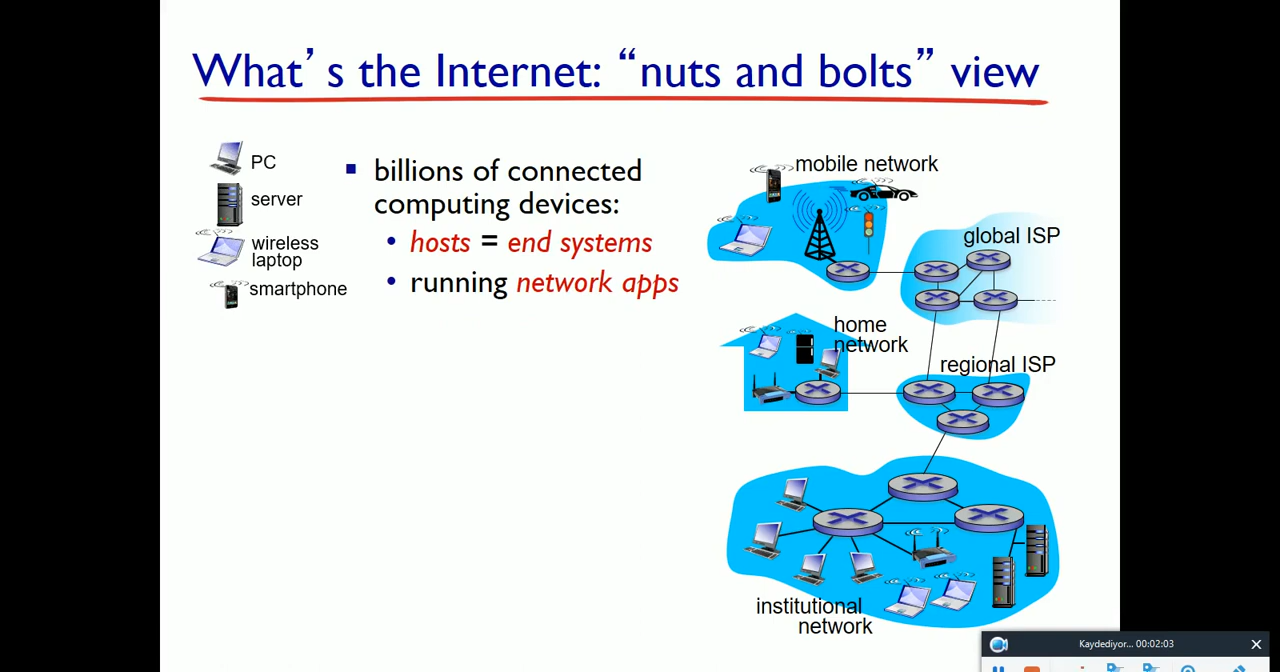 What’s the Internet: “nuts and bolts” view
PC
server
wireless
laptop
smartphone
billions of connected
computing devices:
hosts = end systems
running network apps
mobile network
global ISP
home
network
regional ISP
institutional
network
Kaydediyor... 00:02:03